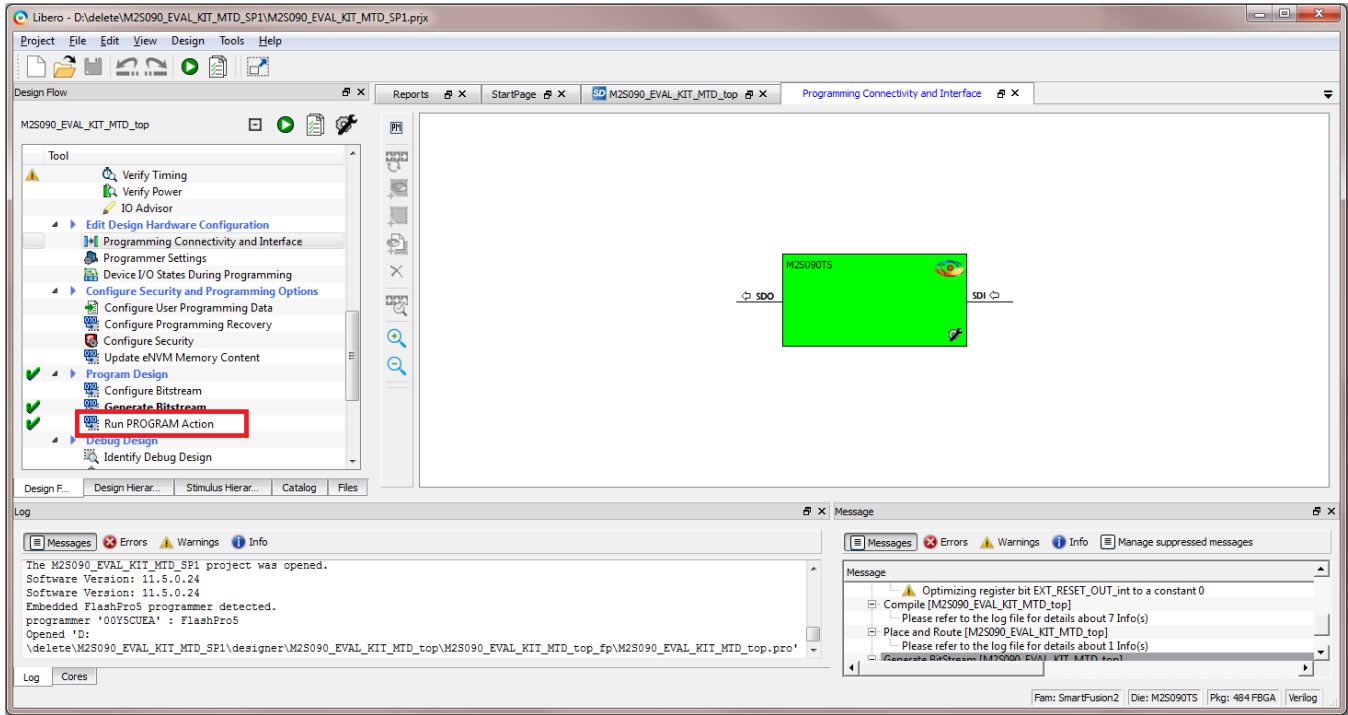 Libero - D:\delete\M2S090_EVAL_KIT_MTD_SP1\M2S090_EVAL_KIT_MTD_SP1.prjx
Project File Edit View Design Tools Help
Design Flow
Reports StartPage SD M2S090_EVAL_KIT_MTD_top Programming Connectivity and Interface
M2S090_EVAL_KIT_MTD_top
Tool
Verify Timing
Verify Power
IO Advisor
Edit Design Hardware Configuration
Programming Connectivity and Interface
Programmer Settings
Device I/O States During Programming
Configure Security and Programming Options
Configure User Programming Data
Configure Programming Recovery
Configure Security
Update eNVM Memory Content
Program Design
Configure Bitstream
Generate Bitstream
Run PROGRAM Action
Debug Design
Identify Debug Design
Design F... Design Hierar... Stimulus Hierar... Catalog Files
PM
M2S090TS
SDO
SDI
Log
Messages Errors Warnings Info
The M2S090_EVAL_KIT_MTD_SP1 project was opened.
Software Version: 11.5.0.24
Software Version: 11.5.0.24
Embedded FlashPro5 programmer detected.
programmer '00Y5CUEA' : FlashPro5
Opened 'D:
\delete\M2S090_EVAL_KIT_MTD_SP1\designer\M2S090_EVAL_KIT_MTD_top\M2S090_EVAL_KIT_MTD_top_fp\M2S090_EVAL_KIT_MTD_top.pro'
Log Cores
Message
Messages Errors Warnings Info Manage suppressed messages
Message
Optimizing register bit EXT_RESET_OUT_int to a constant 0
Compile [M2S090_EVAL_KIT_MTD_top]
Please refer to the log file for details about 7 Info(s)
Place and Route [M2S090_EVAL_KIT_MTD_top]
Please refer to the log file for details about 1 Info(s)
Generate BitStream [M2S090_EVAL_KIT_MTD_top]
Fam: SmartFusion2 Die: M2S090TS Pkg: 484 FBGA Verilog